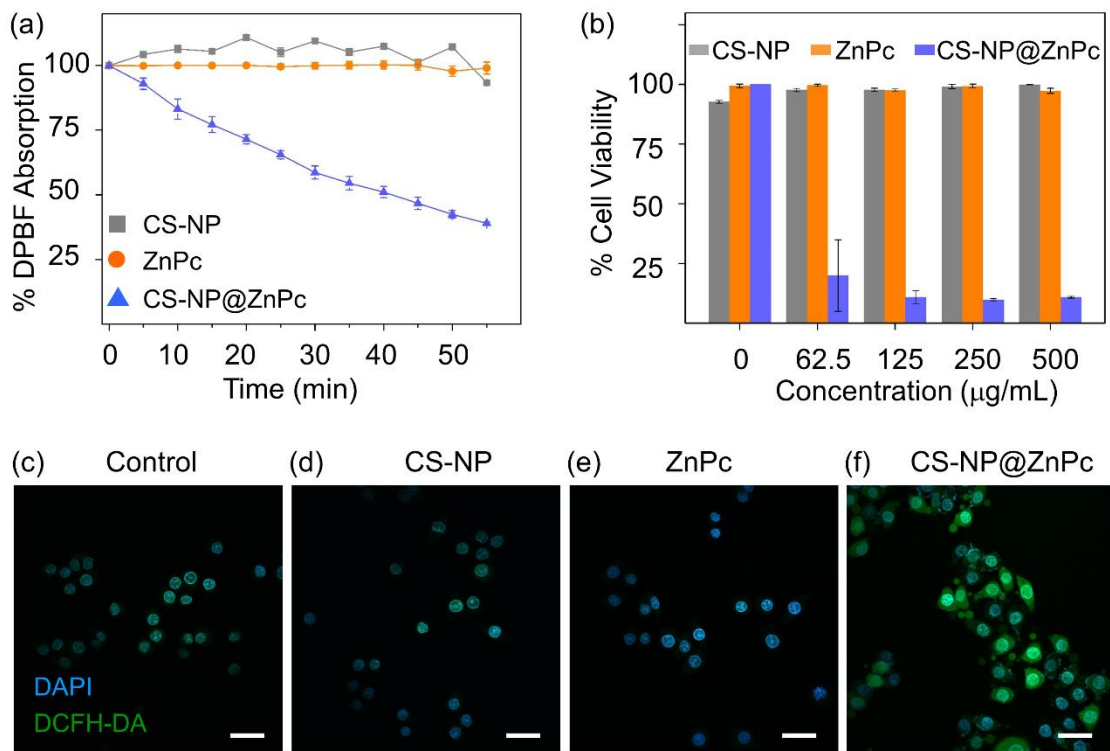 (a)
% DPBF Absorption
100
75
50
25
CS-NP
ZnPc
CS-NP@ZnPc
0 10 20 30 40 50
Time (min)
(b)
% Cell Viability
100
75
50
25
CS-NP ZnPc CS-NP@ZnPc
0 62.5 125 250 500
Concentration (μg/mL)
(c) Control
DAPI
DCFH-DA
(d) CS-NP
(e) ZnPc
(f) CS-NP@ZnPc